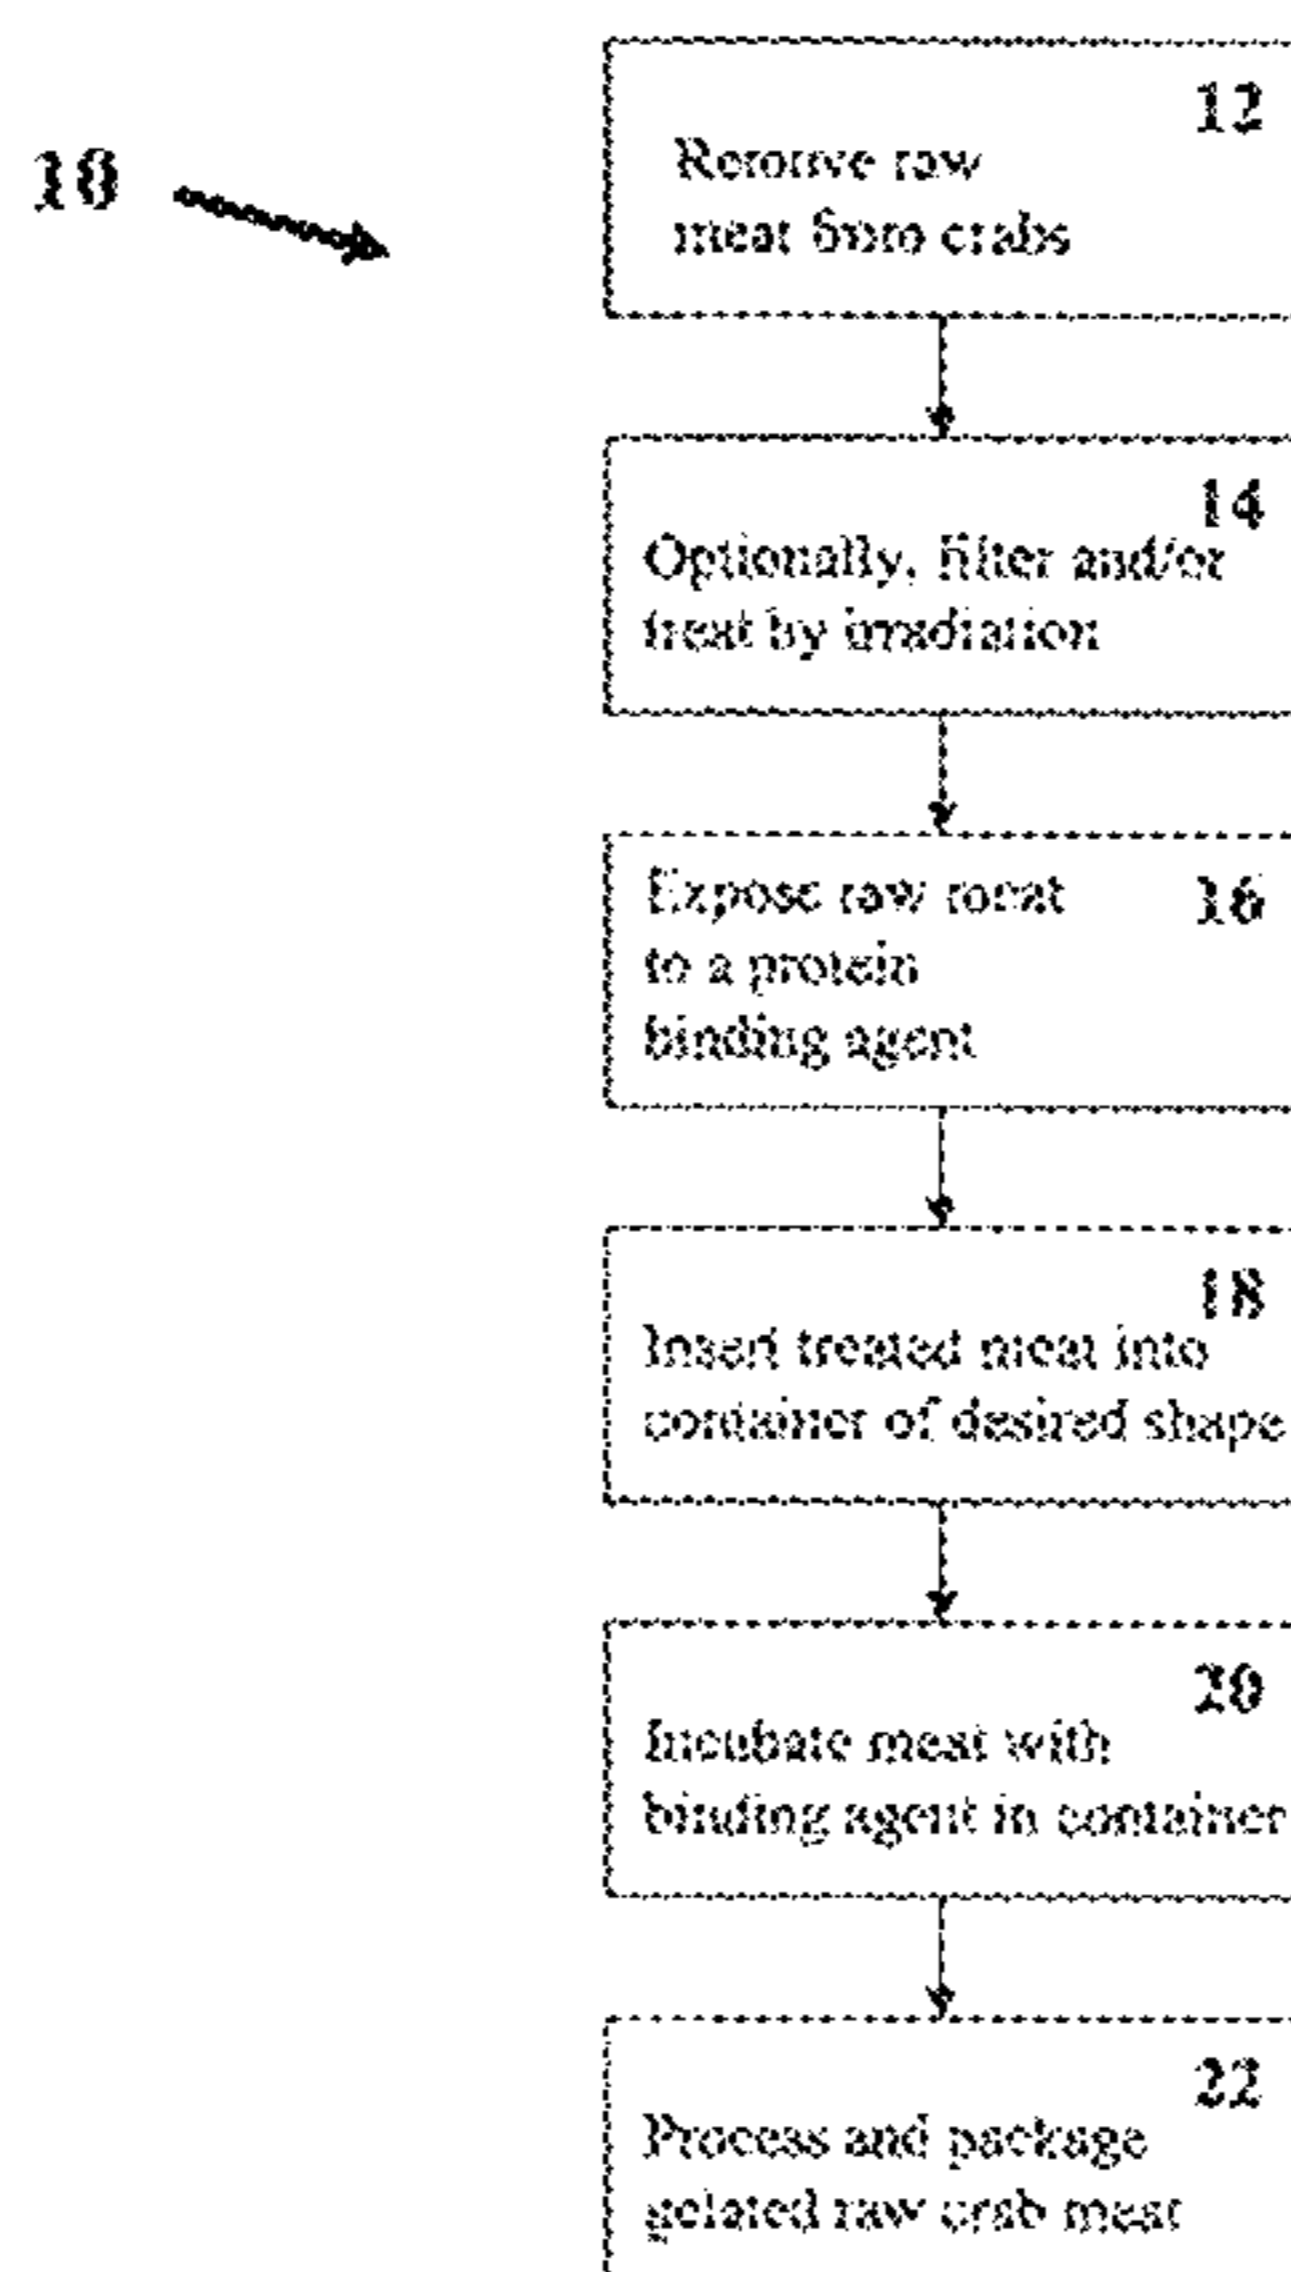 10
12
Remove raw
meat from crabs
14
Optionally, filter and/or
treat by irradiation
Expose raw meat
16
to a protein
binding agent
18
Insert treated meat into
container of desired shape
20
Incubate meat with
binding agent in container
22
Process and package
gelated raw crab meat